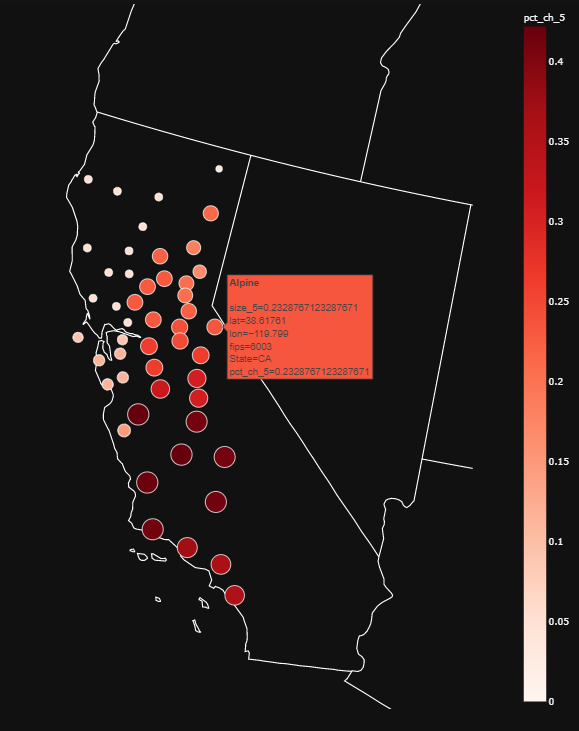 pct_ch_5
0.4
0.35
0.3
0.25
0.2
0.15
0.1
0.05
0
Alpine
size_5=0.2328767123287671
lat=38.61761
lon=−119.799
fips=6003
State=CA
pct_ch_5=0.2328767123287671